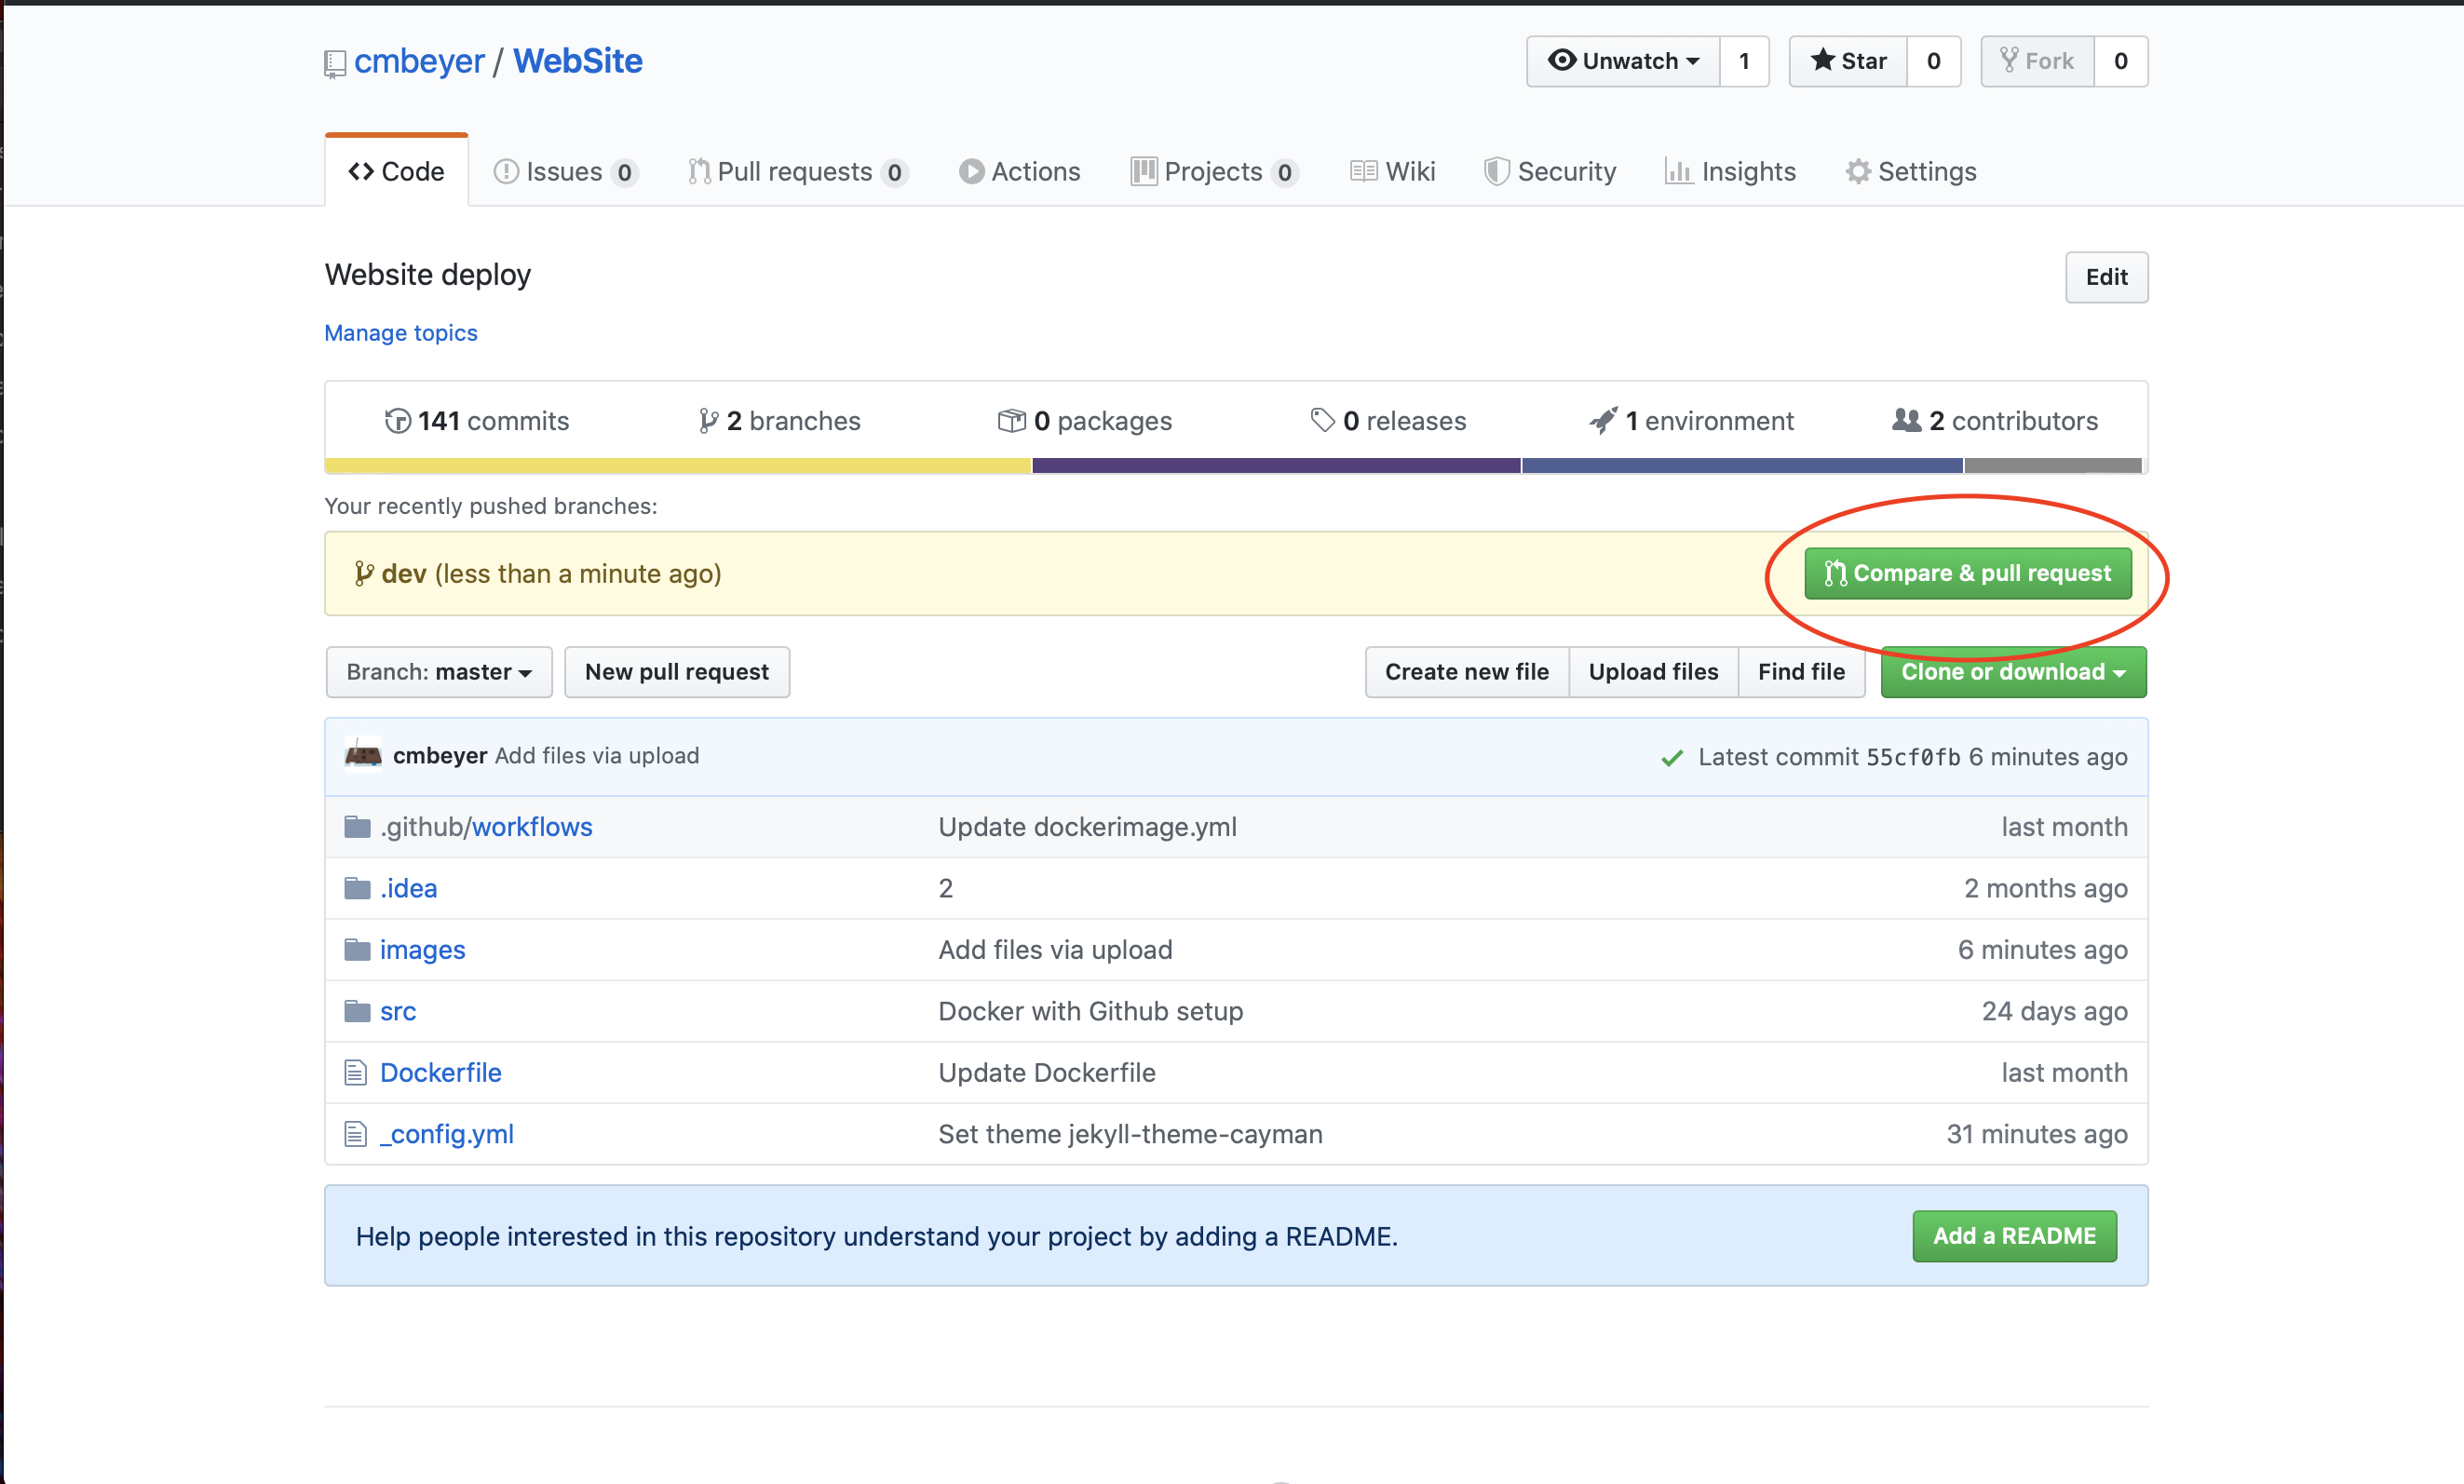 cmbeyer / WebSite
Unwatch 1 Star 0 Fork 0
Code Issues 0 Pull requests 0 Actions Projects 0 Wiki Security Insights Settings
Website deploy Edit
Manage topics
141 commits 2 branches 0 packages 0 releases 1 environment 2 contributors
Your recently pushed branches:
dev (less than a minute ago) Compare & pull request
Branch: master New pull request Create new file Upload files Find file Clone or download
cmbeyer Add files via upload Latest commit 55cf0fb 6 minutes ago
.github/workflows Update dockerimage.yml last month
.idea 2 2 months ago
images Add files via upload 6 minutes ago
src Docker with Github setup 24 days ago
Dockerfile Update Dockerfile last month
_config.yml Set theme jekyll-theme-cayman 31 minutes ago
Help people interested in this repository understand your project by adding a README. Add a README